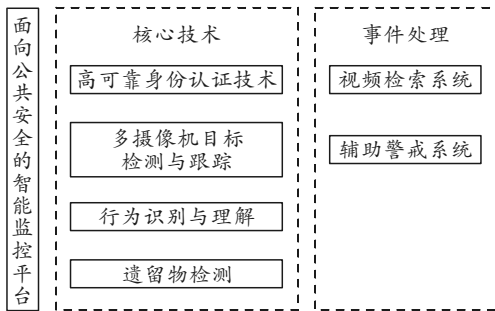 面向公共安全的智能监控平台
核心技术
高可靠身份认证技术
多摄像机目标
检测与跟踪
行为识别与理解
遗留物检测
事件处理
视频检索系统
辅助警戒系统